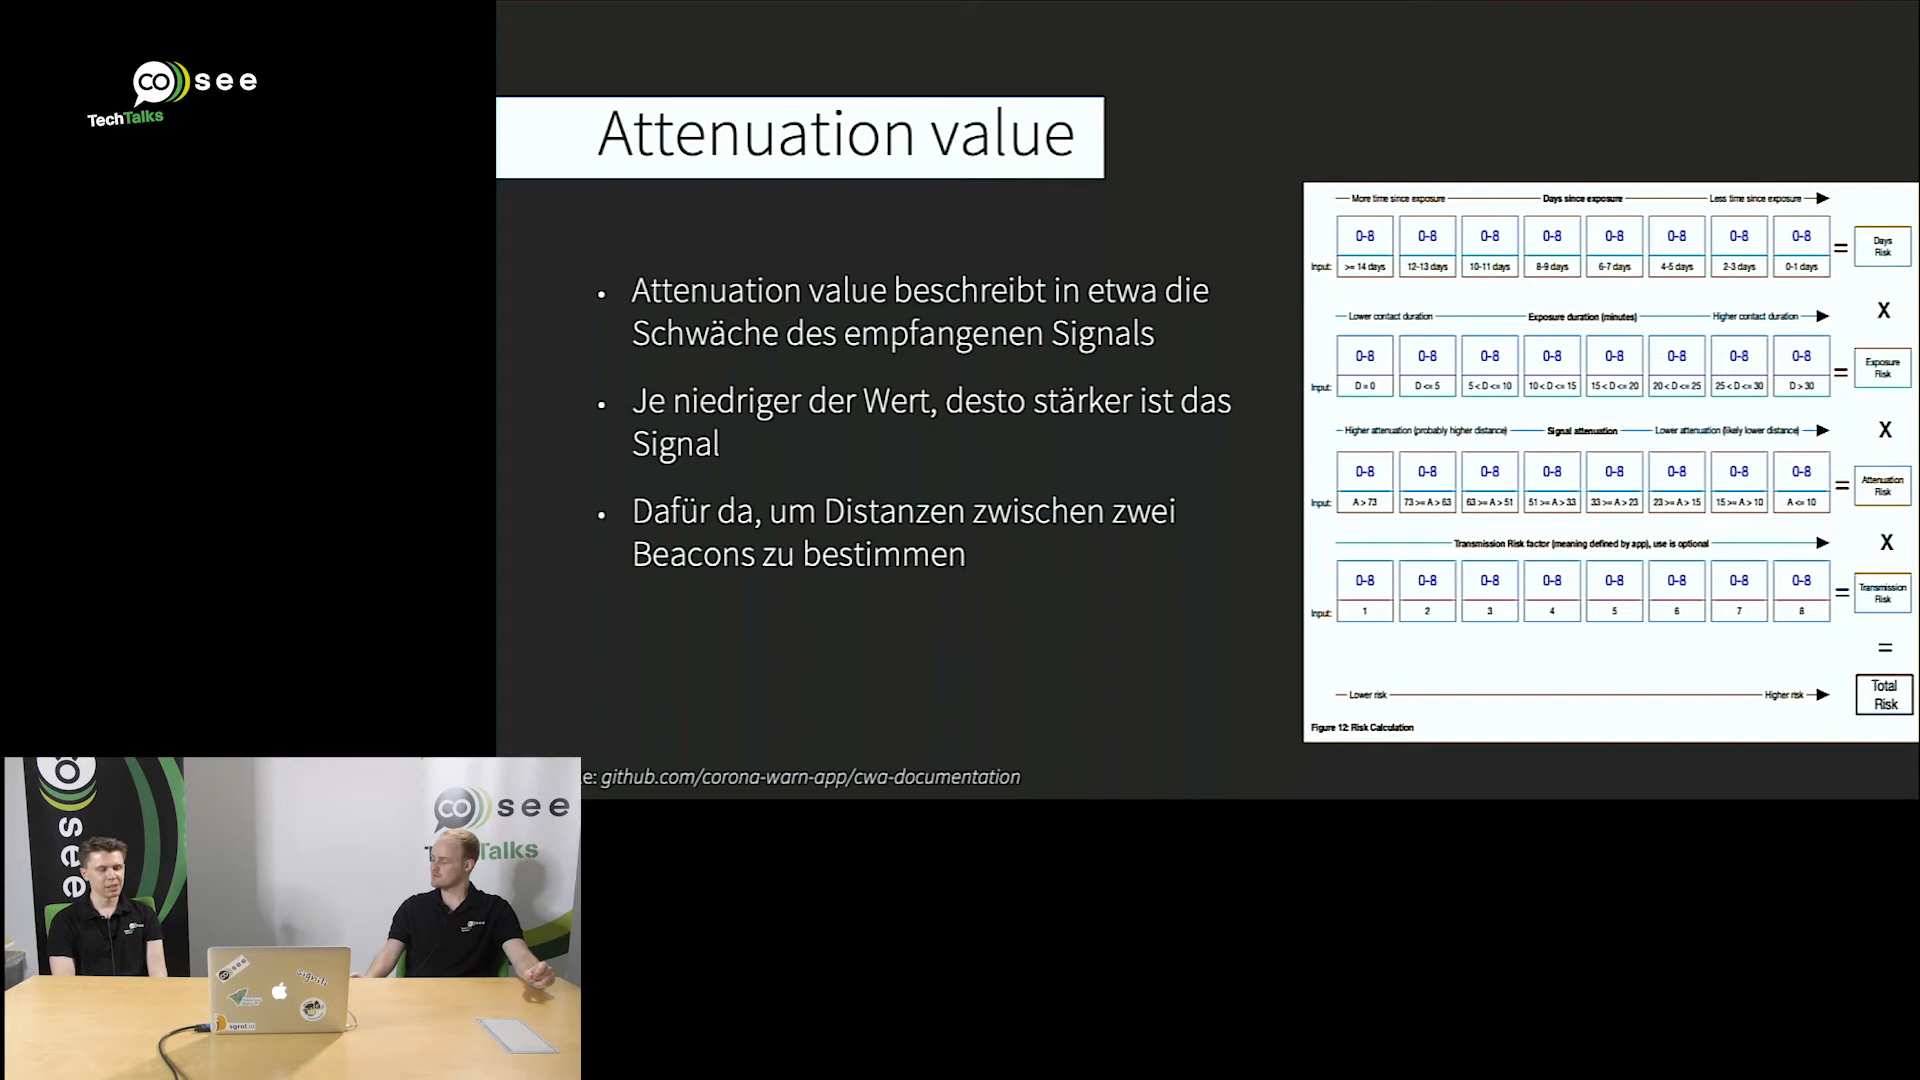 co see
TechTalks
Attenuation value
• Attenuation value beschreibt in etwa die
Schwäche des empfangenen Signals
• Je niedriger der Wert, desto stärker ist das
Signal
• Dafür da, um Distanzen zwischen zwei
Beacons zu bestimmen
e: github.com/corona-warn-app/cwa-documentation
More time since exposure Days since exposure Less time since exposure
0-8 0-8 0-8 0-8 0-8 0-8 0-8 0-8
Input: >= 14 days 12-13 days 10-11 days 8-9 days 6-7 days 4-5 days 2-3 days 0-1 days
= Days
Risk
X
Lower contact duration Exposure duration (minutes) Higher contact duration
0-8 0-8 0-8 0-8 0-8 0-8 0-8 0-8
Input: D = 0 D <= 5 5 < D <= 10 10 < D <= 15 15 < D <= 20 20 < D <= 25 25 < D <= 30 D > 30
= Exposure
Risk
X
Higher attenuation (probably higher distance) Signal attenuation Lower attenuation (likely lower distance)
0-8 0-8 0-8 0-8 0-8 0-8 0-8 0-8
Input: A > 73 73 >= A > 63 63 >= A > 51 51 >= A > 33 33 >= A > 23 23 >= A > 15 15 >= A > 10 A <= 10
= Attenuation
Risk
X
Transmission Risk factor (meaning defined by app), use is optional
0-8 0-8 0-8 0-8 0-8 0-8 0-8 0-8
Input: 1 2 3 4 5 6 7 8
= Transmission
Risk
=
Lower risk Higher risk
Total
Risk
Figure 12: Risk Calculation
co see
co see
T Talks
co see
signals
sgrol.io